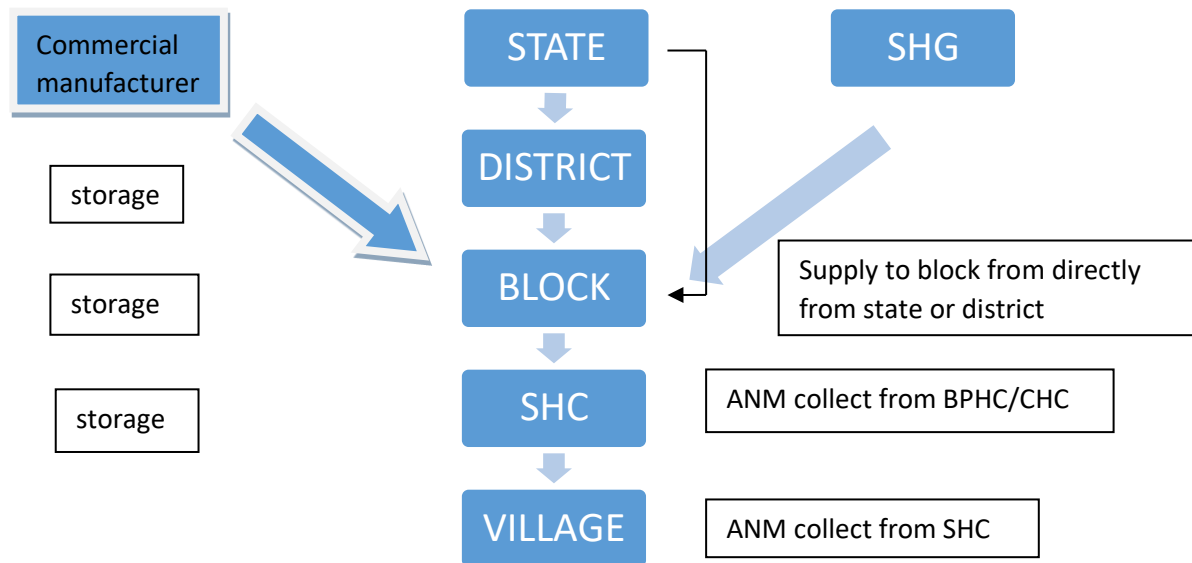 Commercial
manufacturer
STATE
SHG
DISTRICT
storage
BLOCK
storage
Supply to block from directly
from state or district
SHC
storage
ANM collect from BPHC/CHC
VILLAGE
ANM collect from SHC